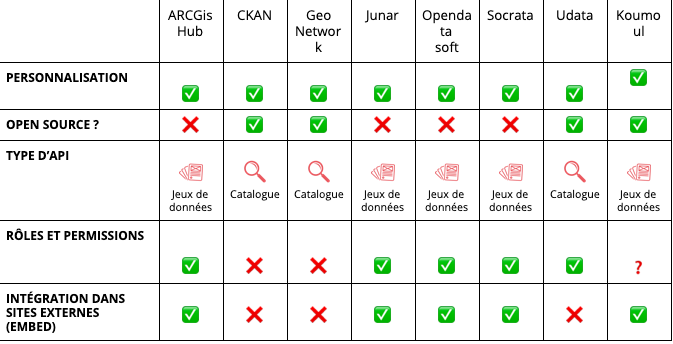 ARCGis Hub CKAN Geo Network Junar Opendata soft Socrata Udata Koumoul
PERSONNALISATION
OPEN SOURCE ?
TYPE D’API
Jeux de données Catalogue Catalogue Jeux de données Jeux de données Jeux de données Catalogue Jeux de données
RÔLES ET PERMISSIONS
?
INTÉGRATION DANS
SITES EXTERNES
(EMBED)